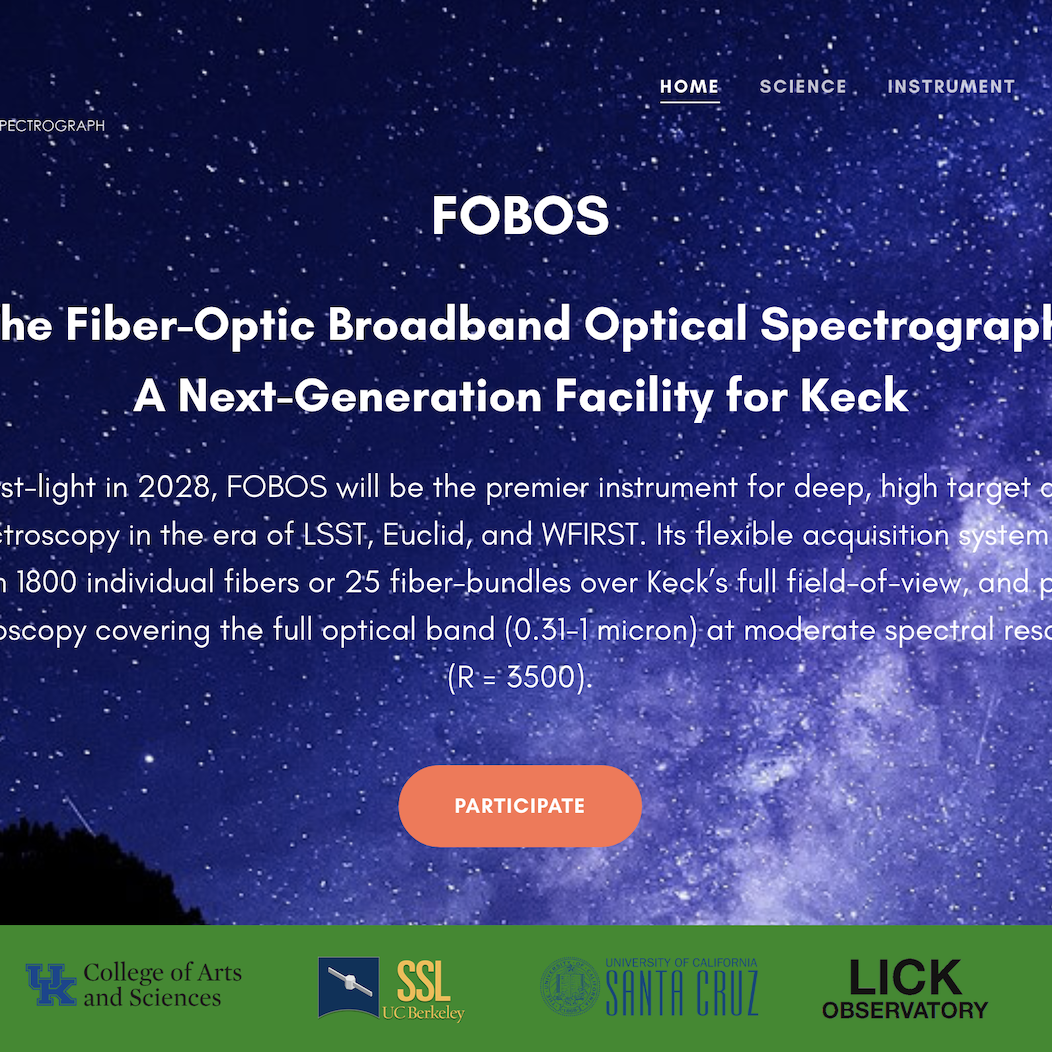 HOME SCIENCE INSTRUMENT
PECTROGRAPH
FOBOS
he Fiber-Optic Broadband Optical Spectrograph
A Next-Generation Facility for Keck
st-light in 2028, FOBOS will be the premier instrument for deep, high target
troscopy in the era of LSST, Euclid, and WFIRST. Its flexible acquisition system
1800 individual fibers or 25 fiber-bundles over Keck’s full field-of-view, and p
oscopy covering the full optical band (0.31-1 micron) at moderate spectral reso
(R = 3500).
PARTICIPATE
UK College of Arts
and Sciences
SSL
UC Berkeley
UNIVERSITY OF CALIFORNIA
SANTA CRUZ
LICK
OBSERVATORY